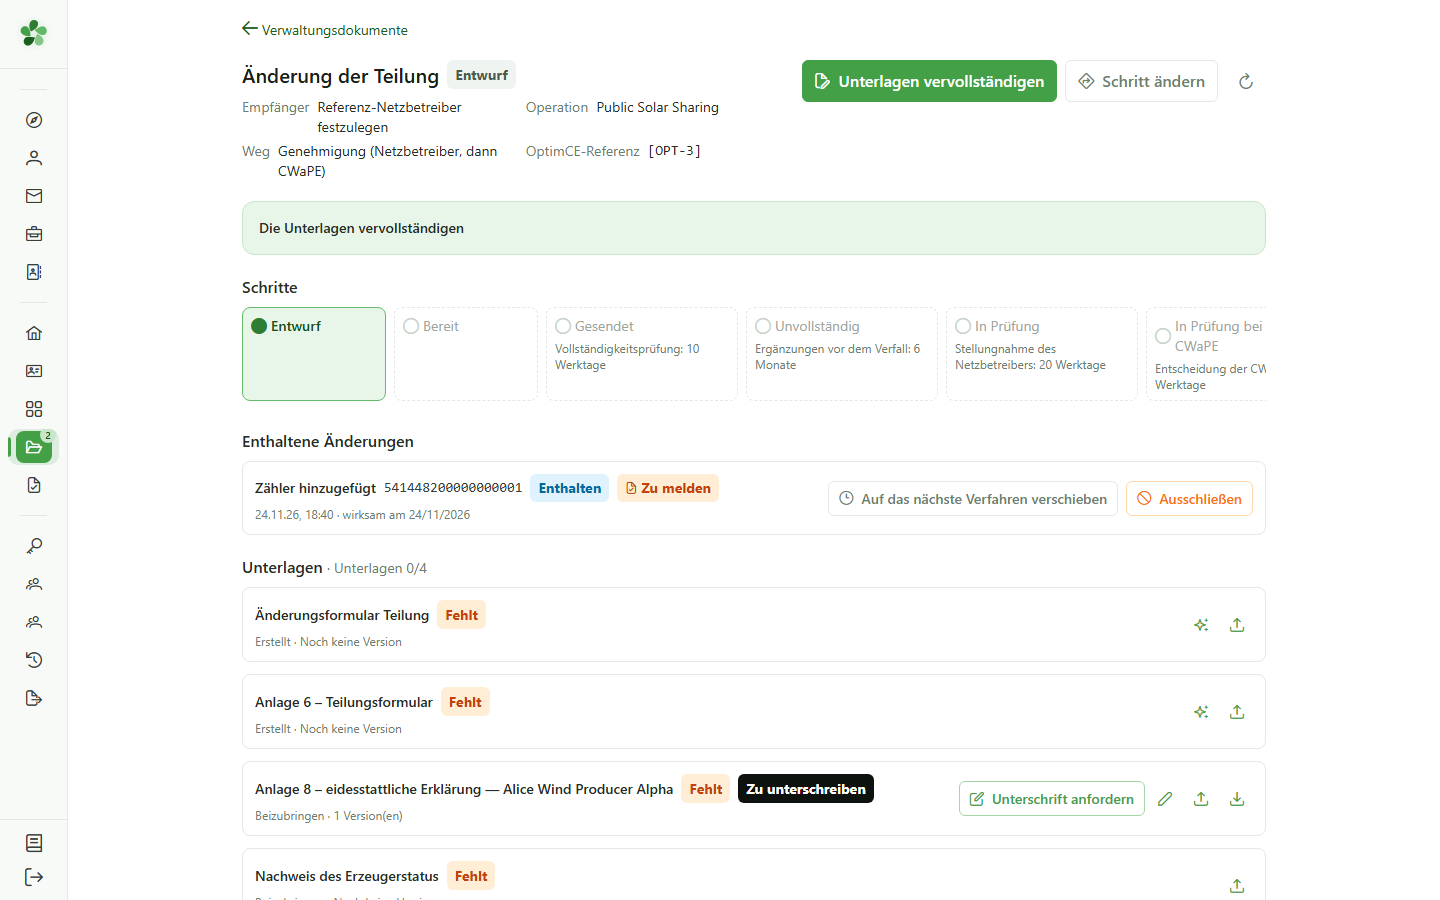 Verwaltungsdokumente
Änderung der Teilung Entwurf
Unterlagen vervollständigen
Schritt ändern
Empfänger Referenz-Netzbetreiber festzulegen
Operation Public Solar Sharing
Weg Genehmigung (Netzbetreiber, dann CWaPE)
OptimCE-Referenz [OPT-3]
Die Unterlagen vervollständigen
Schritte
Entwurf
Bereit
Gesendet
Vollständigkeitsprüfung: 10
Werktage
Unvollständig
Ergänzungen vor dem Verfall: 6
Monate
In Prüfung
Stellungnahme des
Netzbetreibers: 20 Werktage
In Prüfung bei
CWaPE
Entscheidung der CW
Werktage
2
Enthaltene Änderungen
Zähler hinzugefügt 541448200000000001 Enthalten Zu melden
24.11.26, 18:40 · wirksam am 24/11/2026
Auf das nächste Verfahren verschieben
Ausschließen
Unterlagen · Unterlagen 0/4
Änderungsformular Teilung Fehlt
Erstellt · Noch keine Version
Anlage 6 – Teilungsformular Fehlt
Erstellt · Noch keine Version
Anlage 8 – eidesstattliche Erklärung — Alice Wind Producer Alpha Fehlt Zu unterschreiben
Beizubringen · 1 Version(en)
Unterschrift anfordern
Nachweis des Erzeugerstatus Fehlt